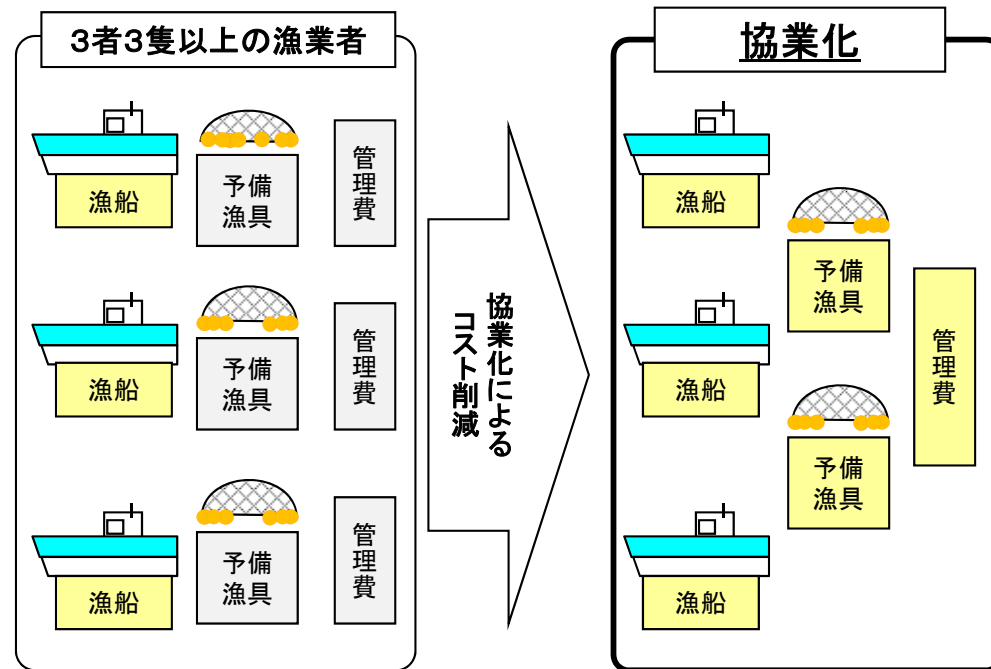 3者3隻以上の漁業者
漁船
予備
漁具
管理費
漁船
予備
漁具
管理費
漁船
予備
漁具
管理費
協業化による
コスト削減
協業化
漁船
予備
漁具
漁船
管理費
予備
漁具
漁船